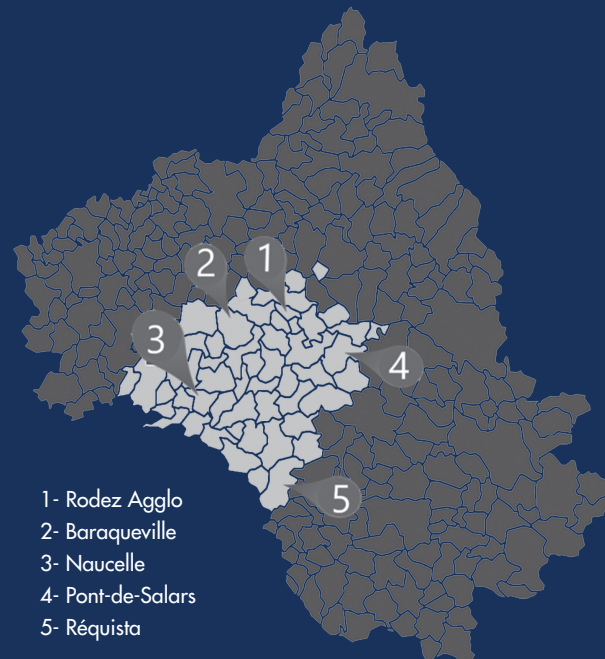 1
2
3
4
5
1- Rodez Agglo
2- Baraqueville
3- Naucelle
4- Pont-de-Salars
5- Réquista